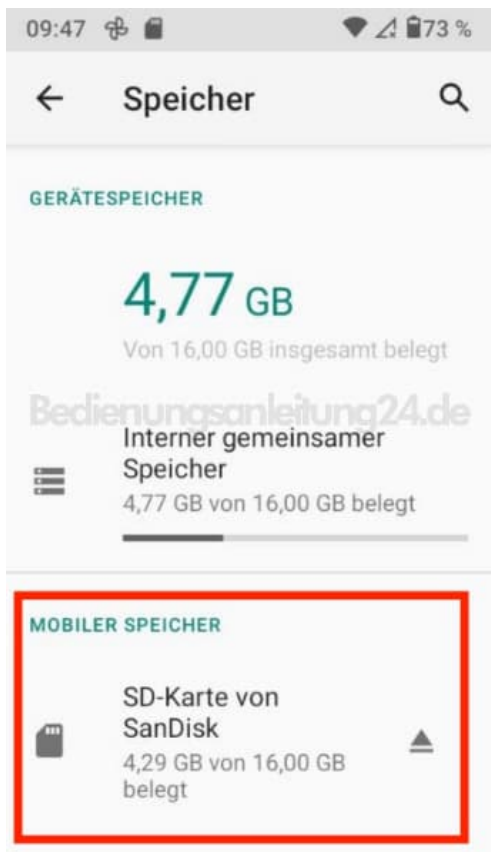 09:47 73 %
Speicher
GERÄTESPEICHER
4,77 GB
Von 16,00 GB insgesamt belegt
Bedienungsanleitung24.de
Interner gemeinsamer
Speicher
4,77 GB von 16,00 GB belegt
MOBILER SPEICHER
SD-Karte von
SanDisk
4,29 GB von 16,00 GB
belegt